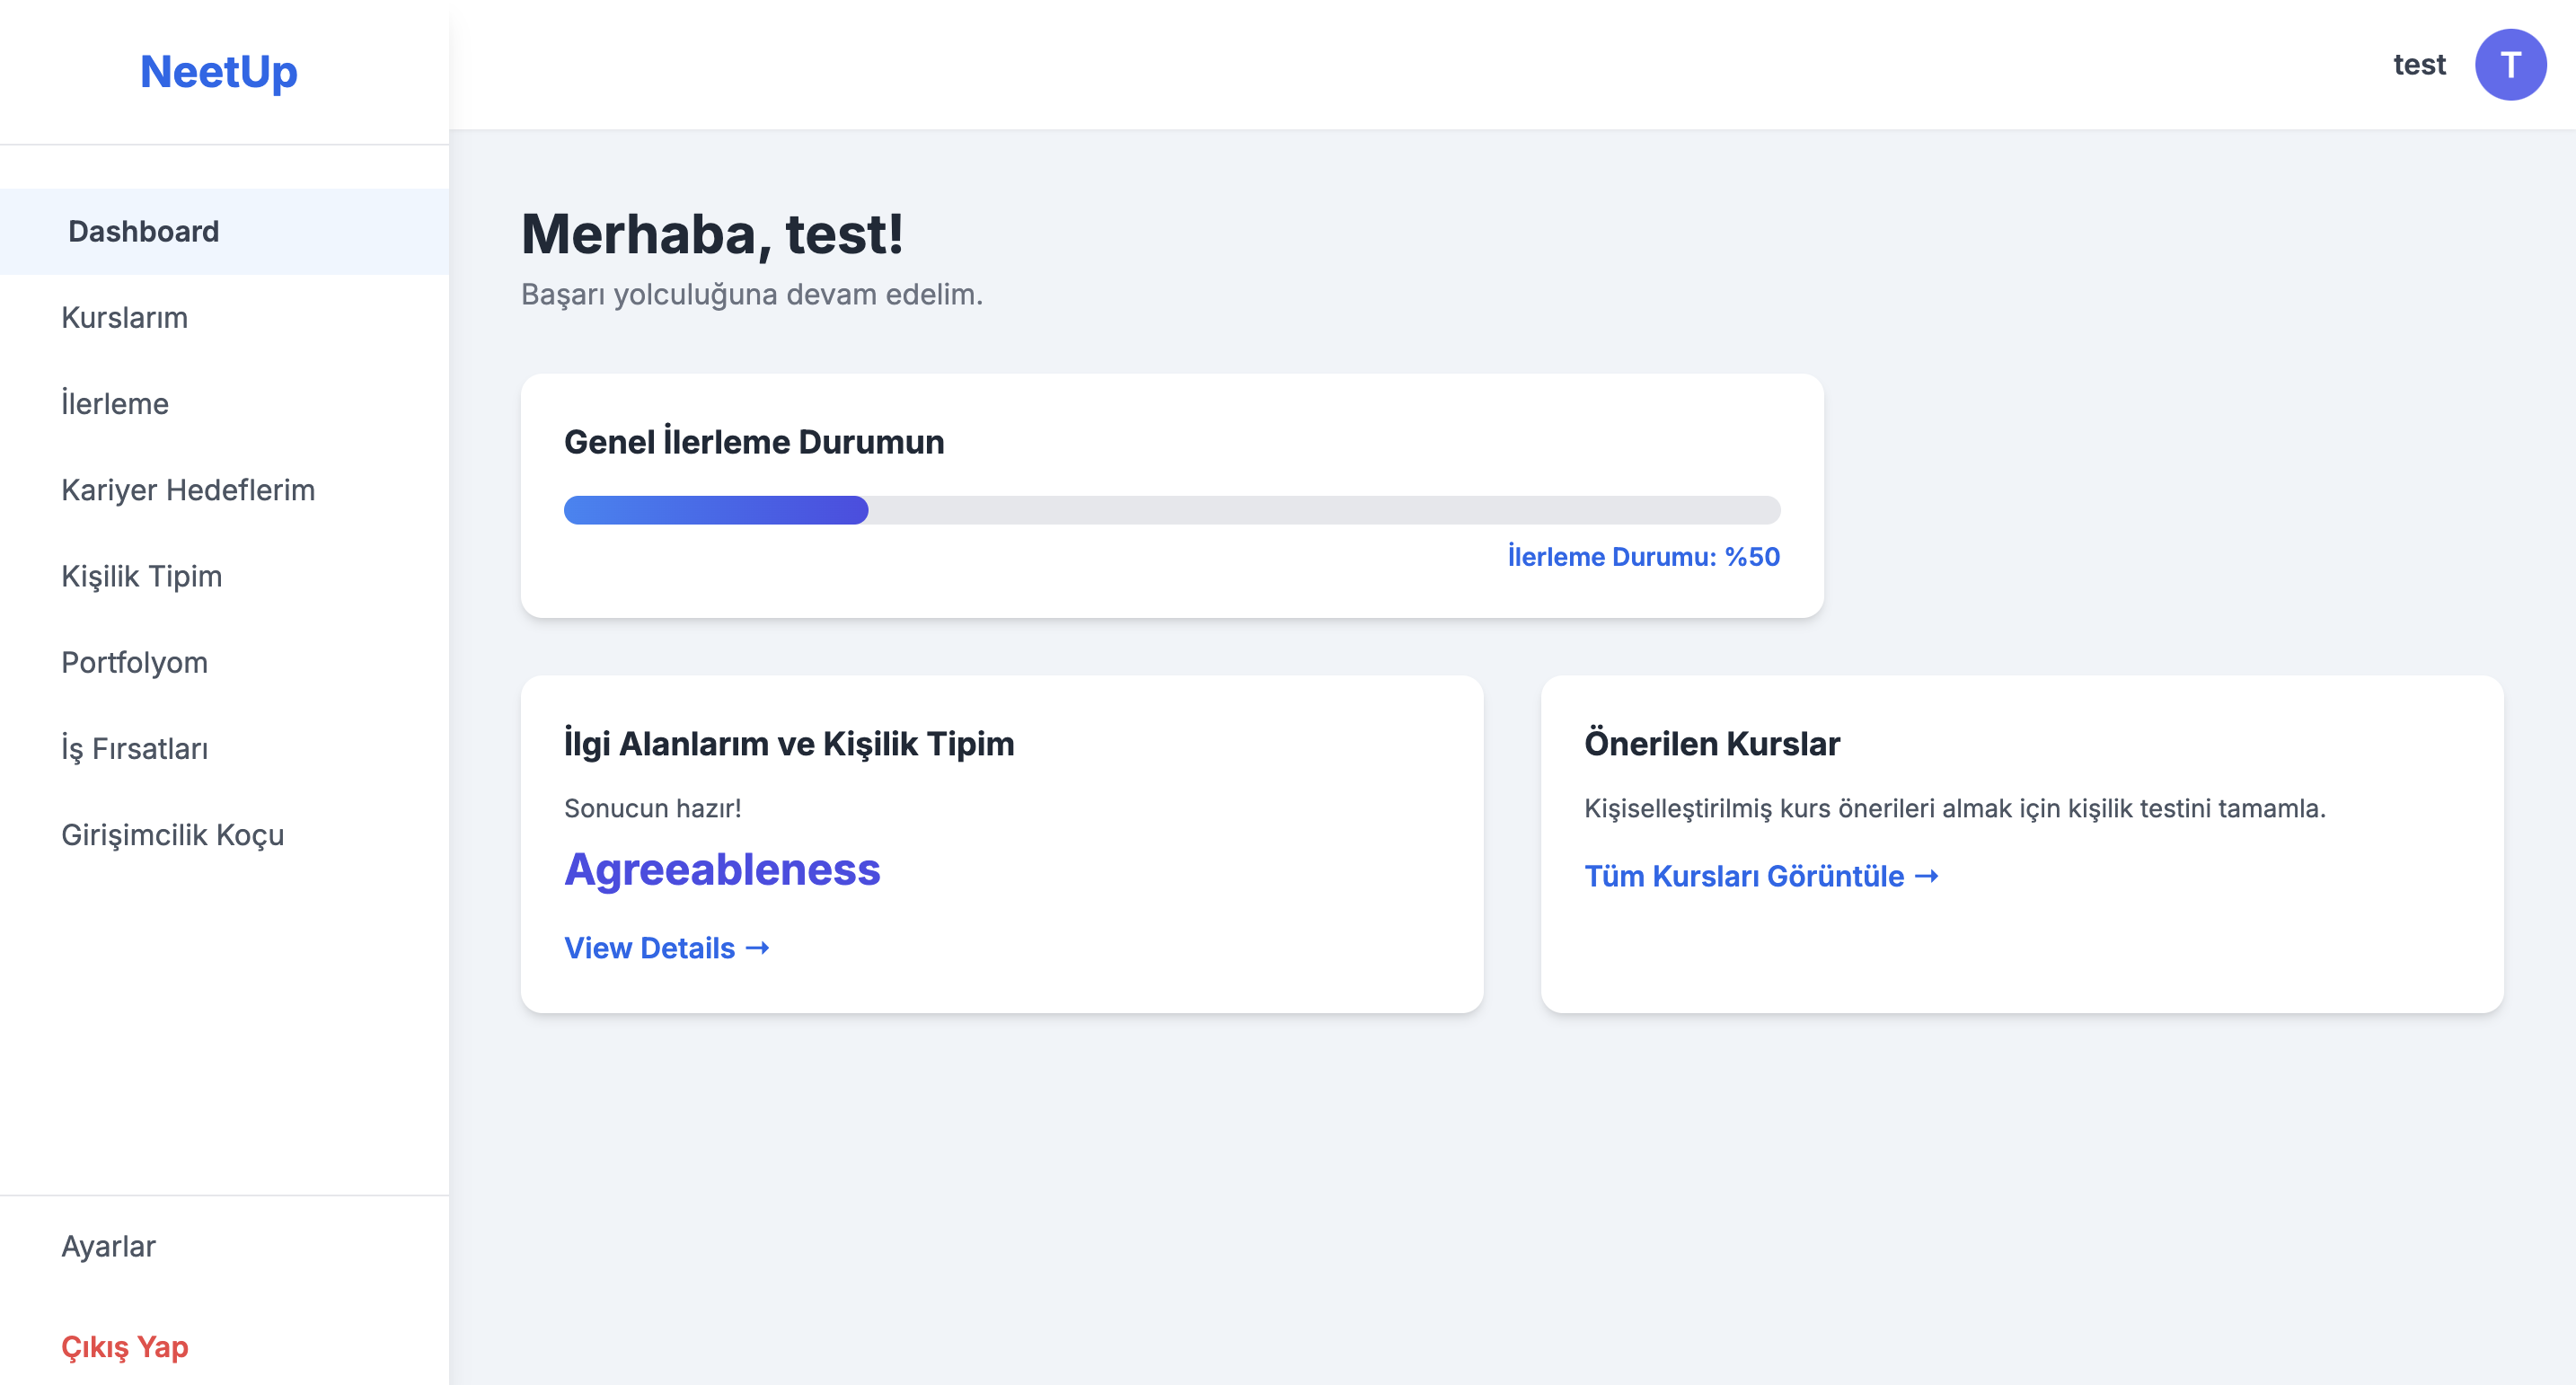 NeetUp
test
T
Dashboard
Kurslarım
İlerleme
Kariyer Hedeflerim
Kişilik Tipim
Portfolyom
İş Fırsatları
Girişimcilik Koçu
Ayarlar
Çıkış Yap
Merhaba, test!
Başarı yolculuğuna devam edelim.
Genel İlerleme Durumun
İlerleme Durumu: %50
İlgi Alanlarım ve Kişilik Tipim
Sonucun hazır!
Agreeableness
View Details →
Önerilen Kurslar
Kişiselleştirilmiş kurs önerileri almak için kişilik testini tamamla.
Tüm Kursları Görüntüle →